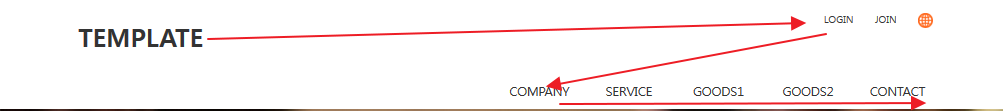 TEMPLATE
LOGIN JOIN
COMPANY SERVICE GOODS1 GOODS2 CONTACT